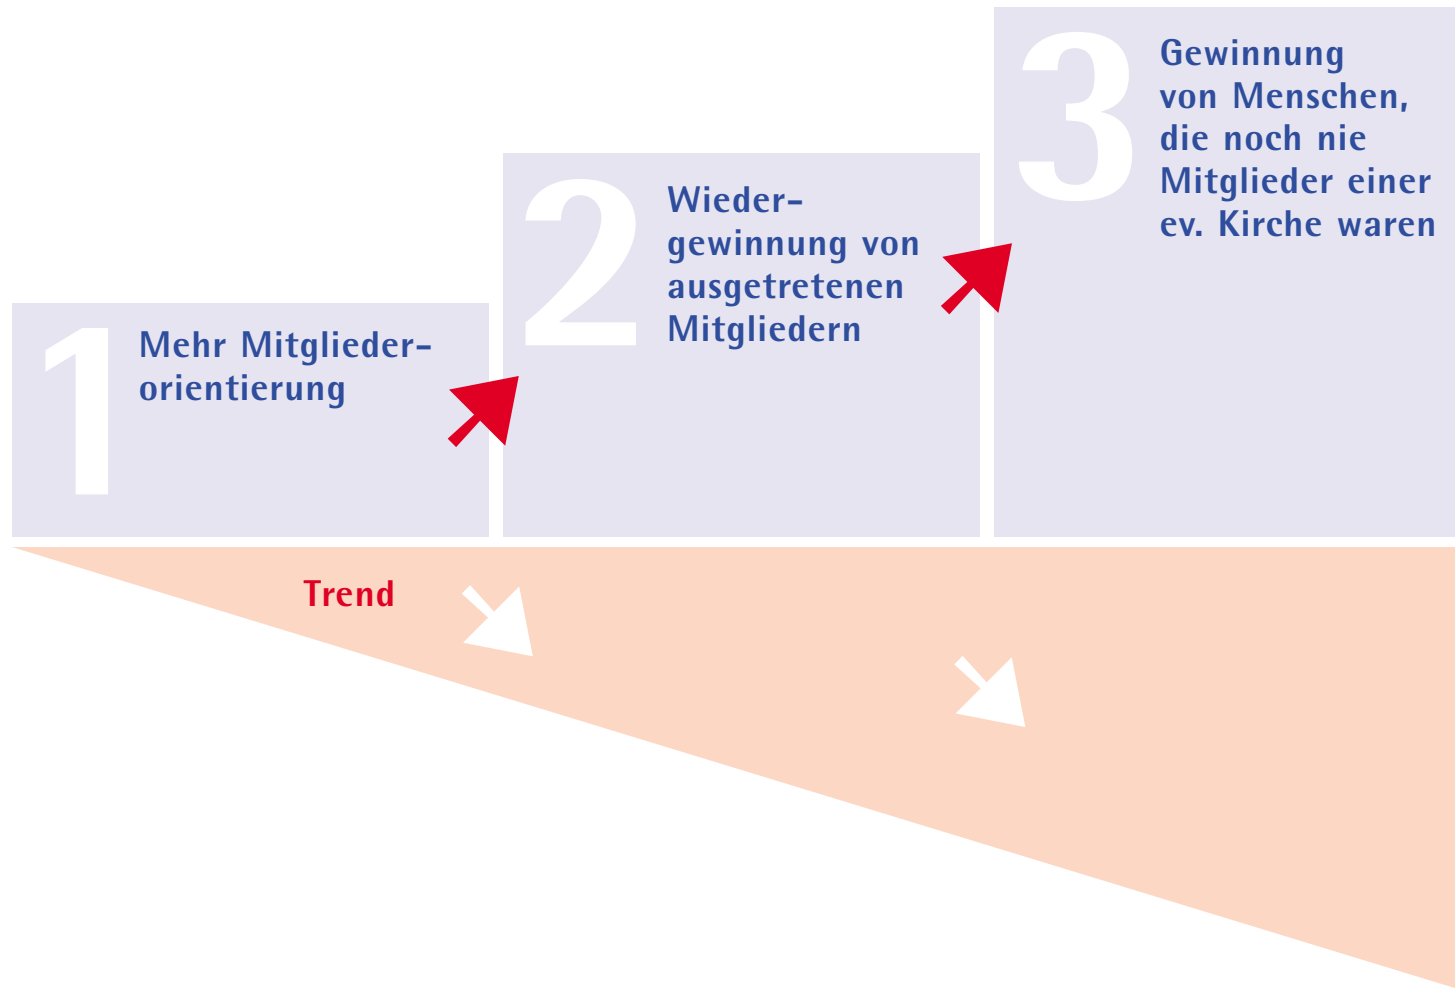 1
Mehr Mitglieder-
orientierung
2
Wieder-
gewinnung von
ausgetretenen
Mitgliedern
3
Gewinnung
von Menschen,
die noch nie
Mitglieder einer
ev. Kirche waren
Trend